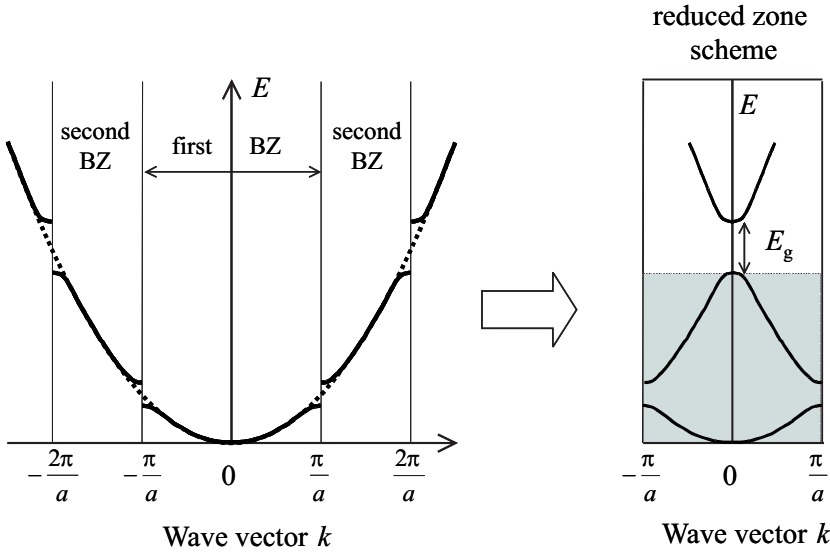 reduced zone
scheme
E
second
BZ
first
BZ
second
BZ
E
E_g
-2π/a
-π/a
0
π/a
2π/a
-π/a
0
π/a
Wave vector k
Wave vector k